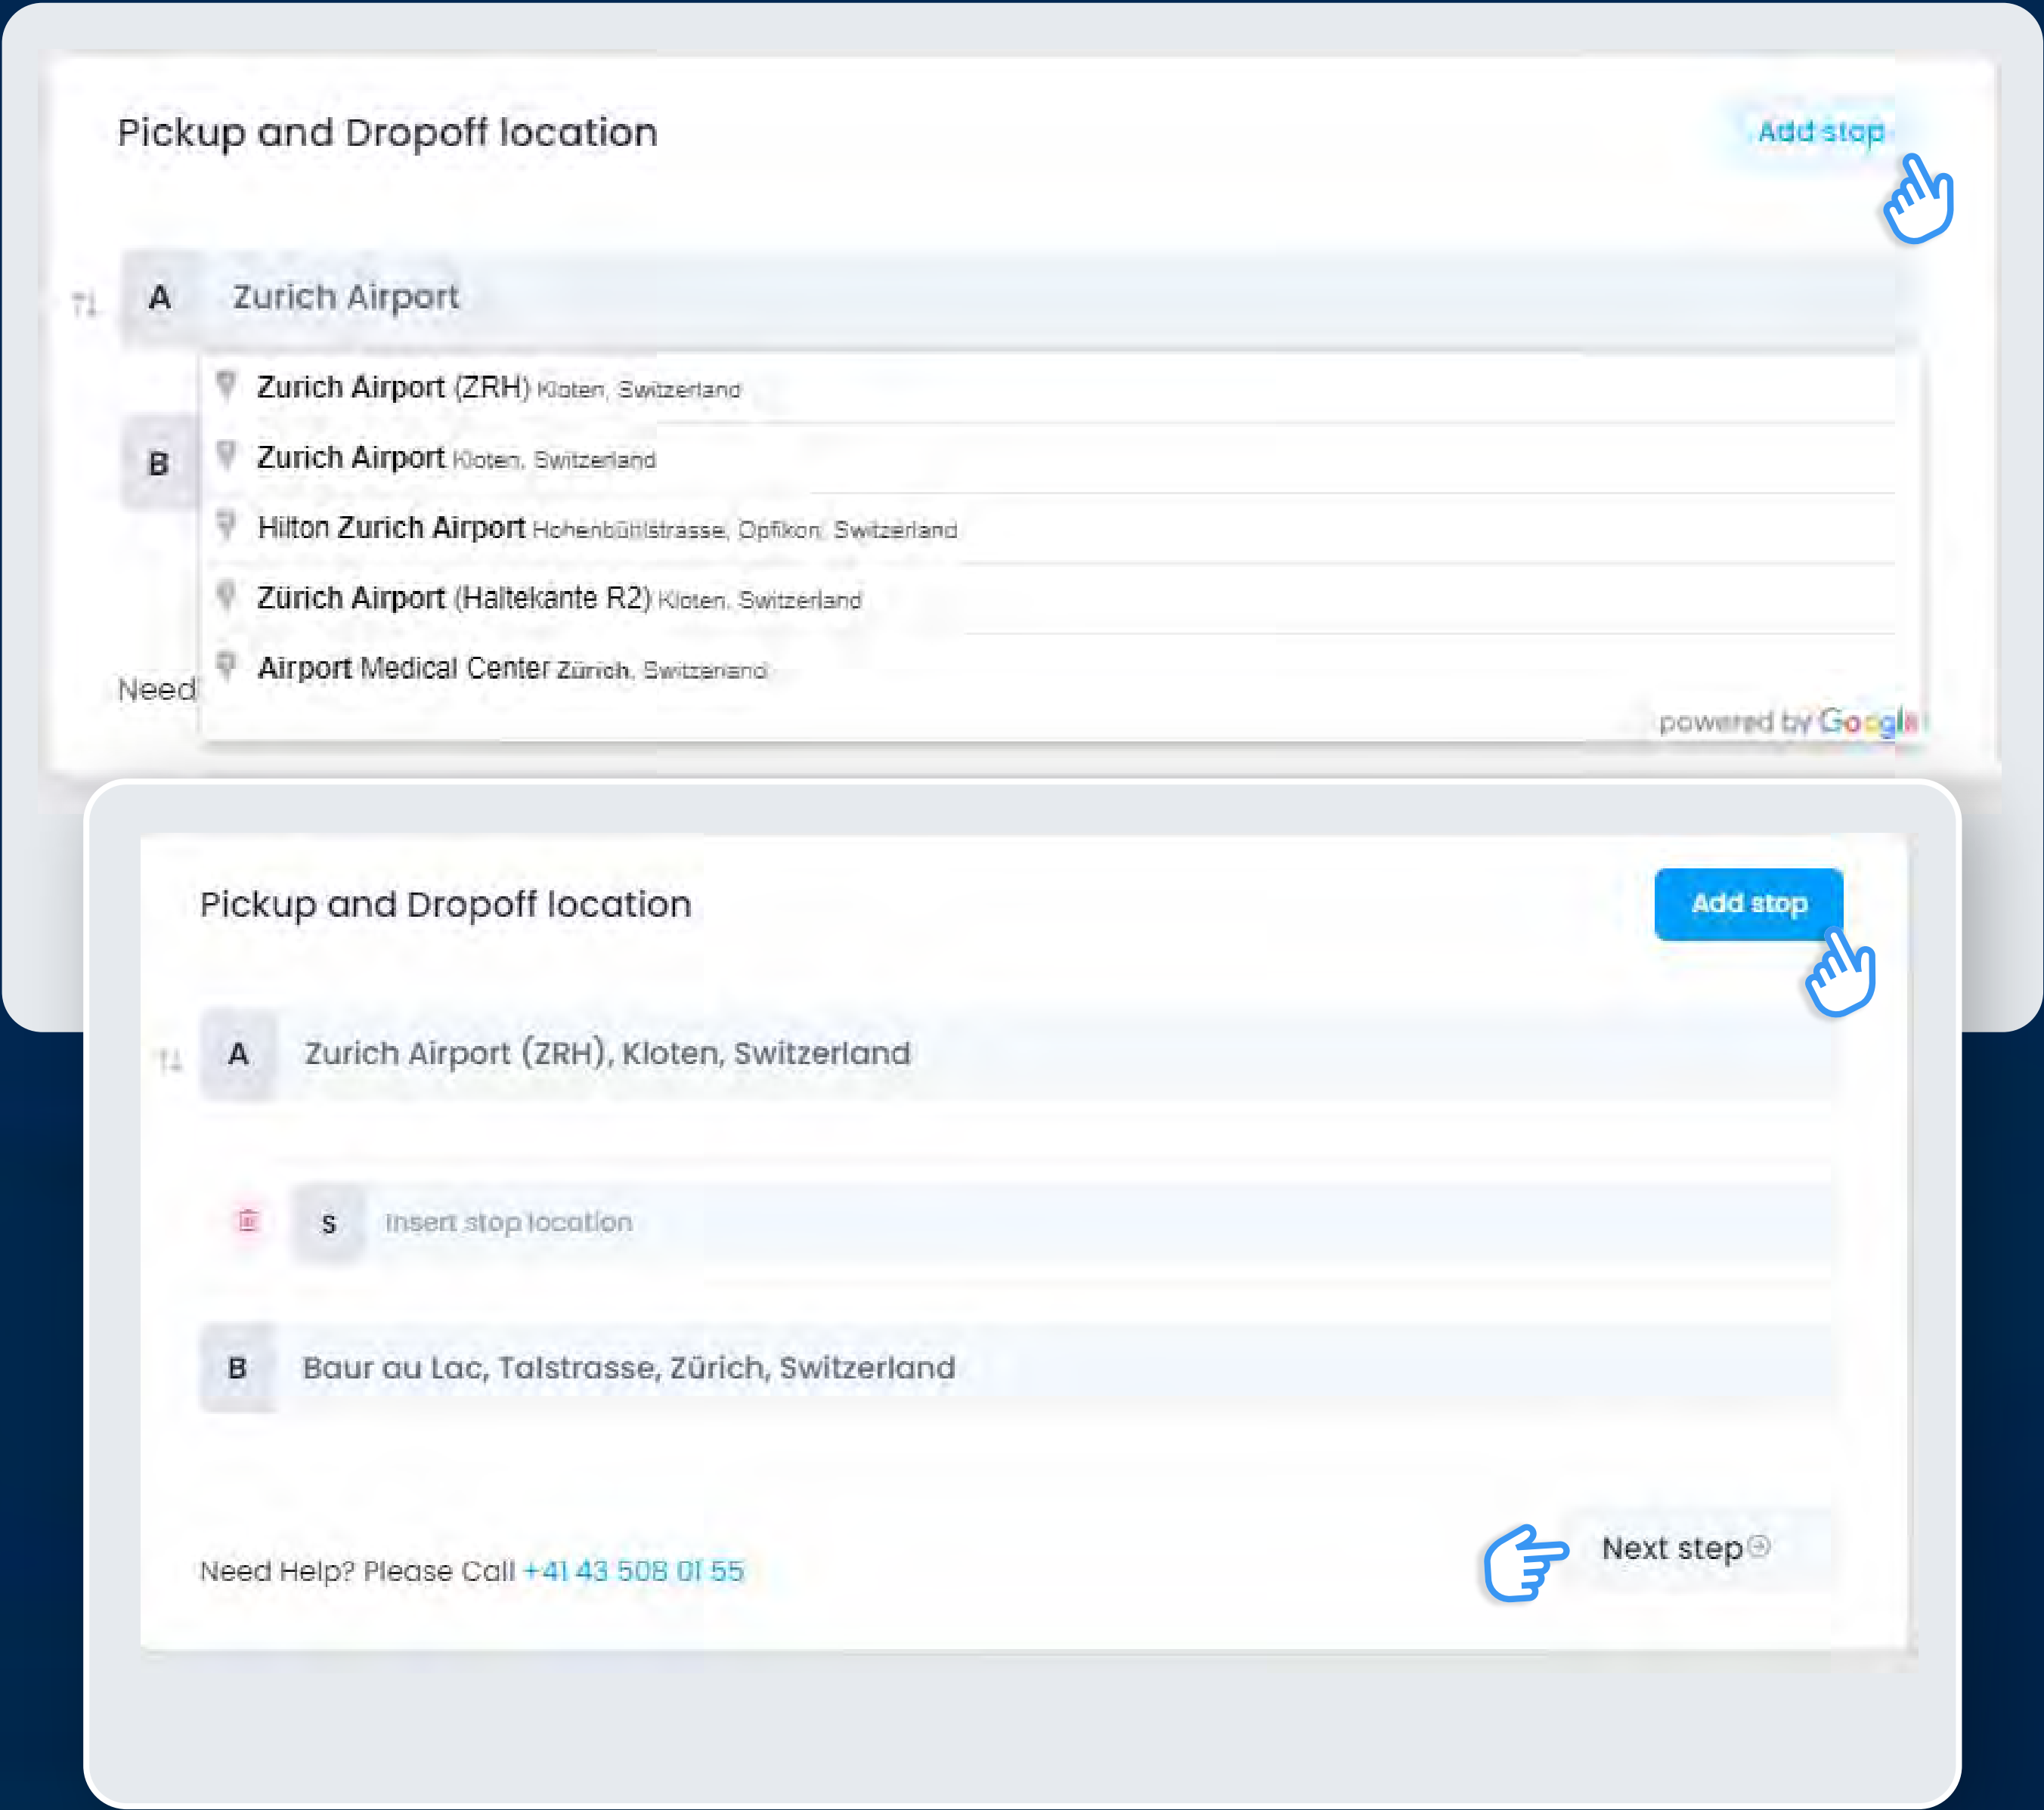 Pickup and Dropoff location
Add stop
A Zurich Airport
Zurich Airport (ZRH) Kloten, Switzerland
B
Zurich Airport Kloten, Switzerland
Hilton Zurich Airport Hohenbühlstrasse, Opfikon, Switzerland
Zürich Airport (Haltekante R2) Kloten, Switzerland
Airport Medical Center Zürich, Switzerland
Need
powered by Google
Pickup and Dropoff location
Add stop
A Zurich Airport (ZRH), Kloten, Switzerland
S Insert stop location
B Baur au Lac, Talstrasse, Zürich, Switzerland
Next step
Need Help? Please Call +41 43 508 01 55